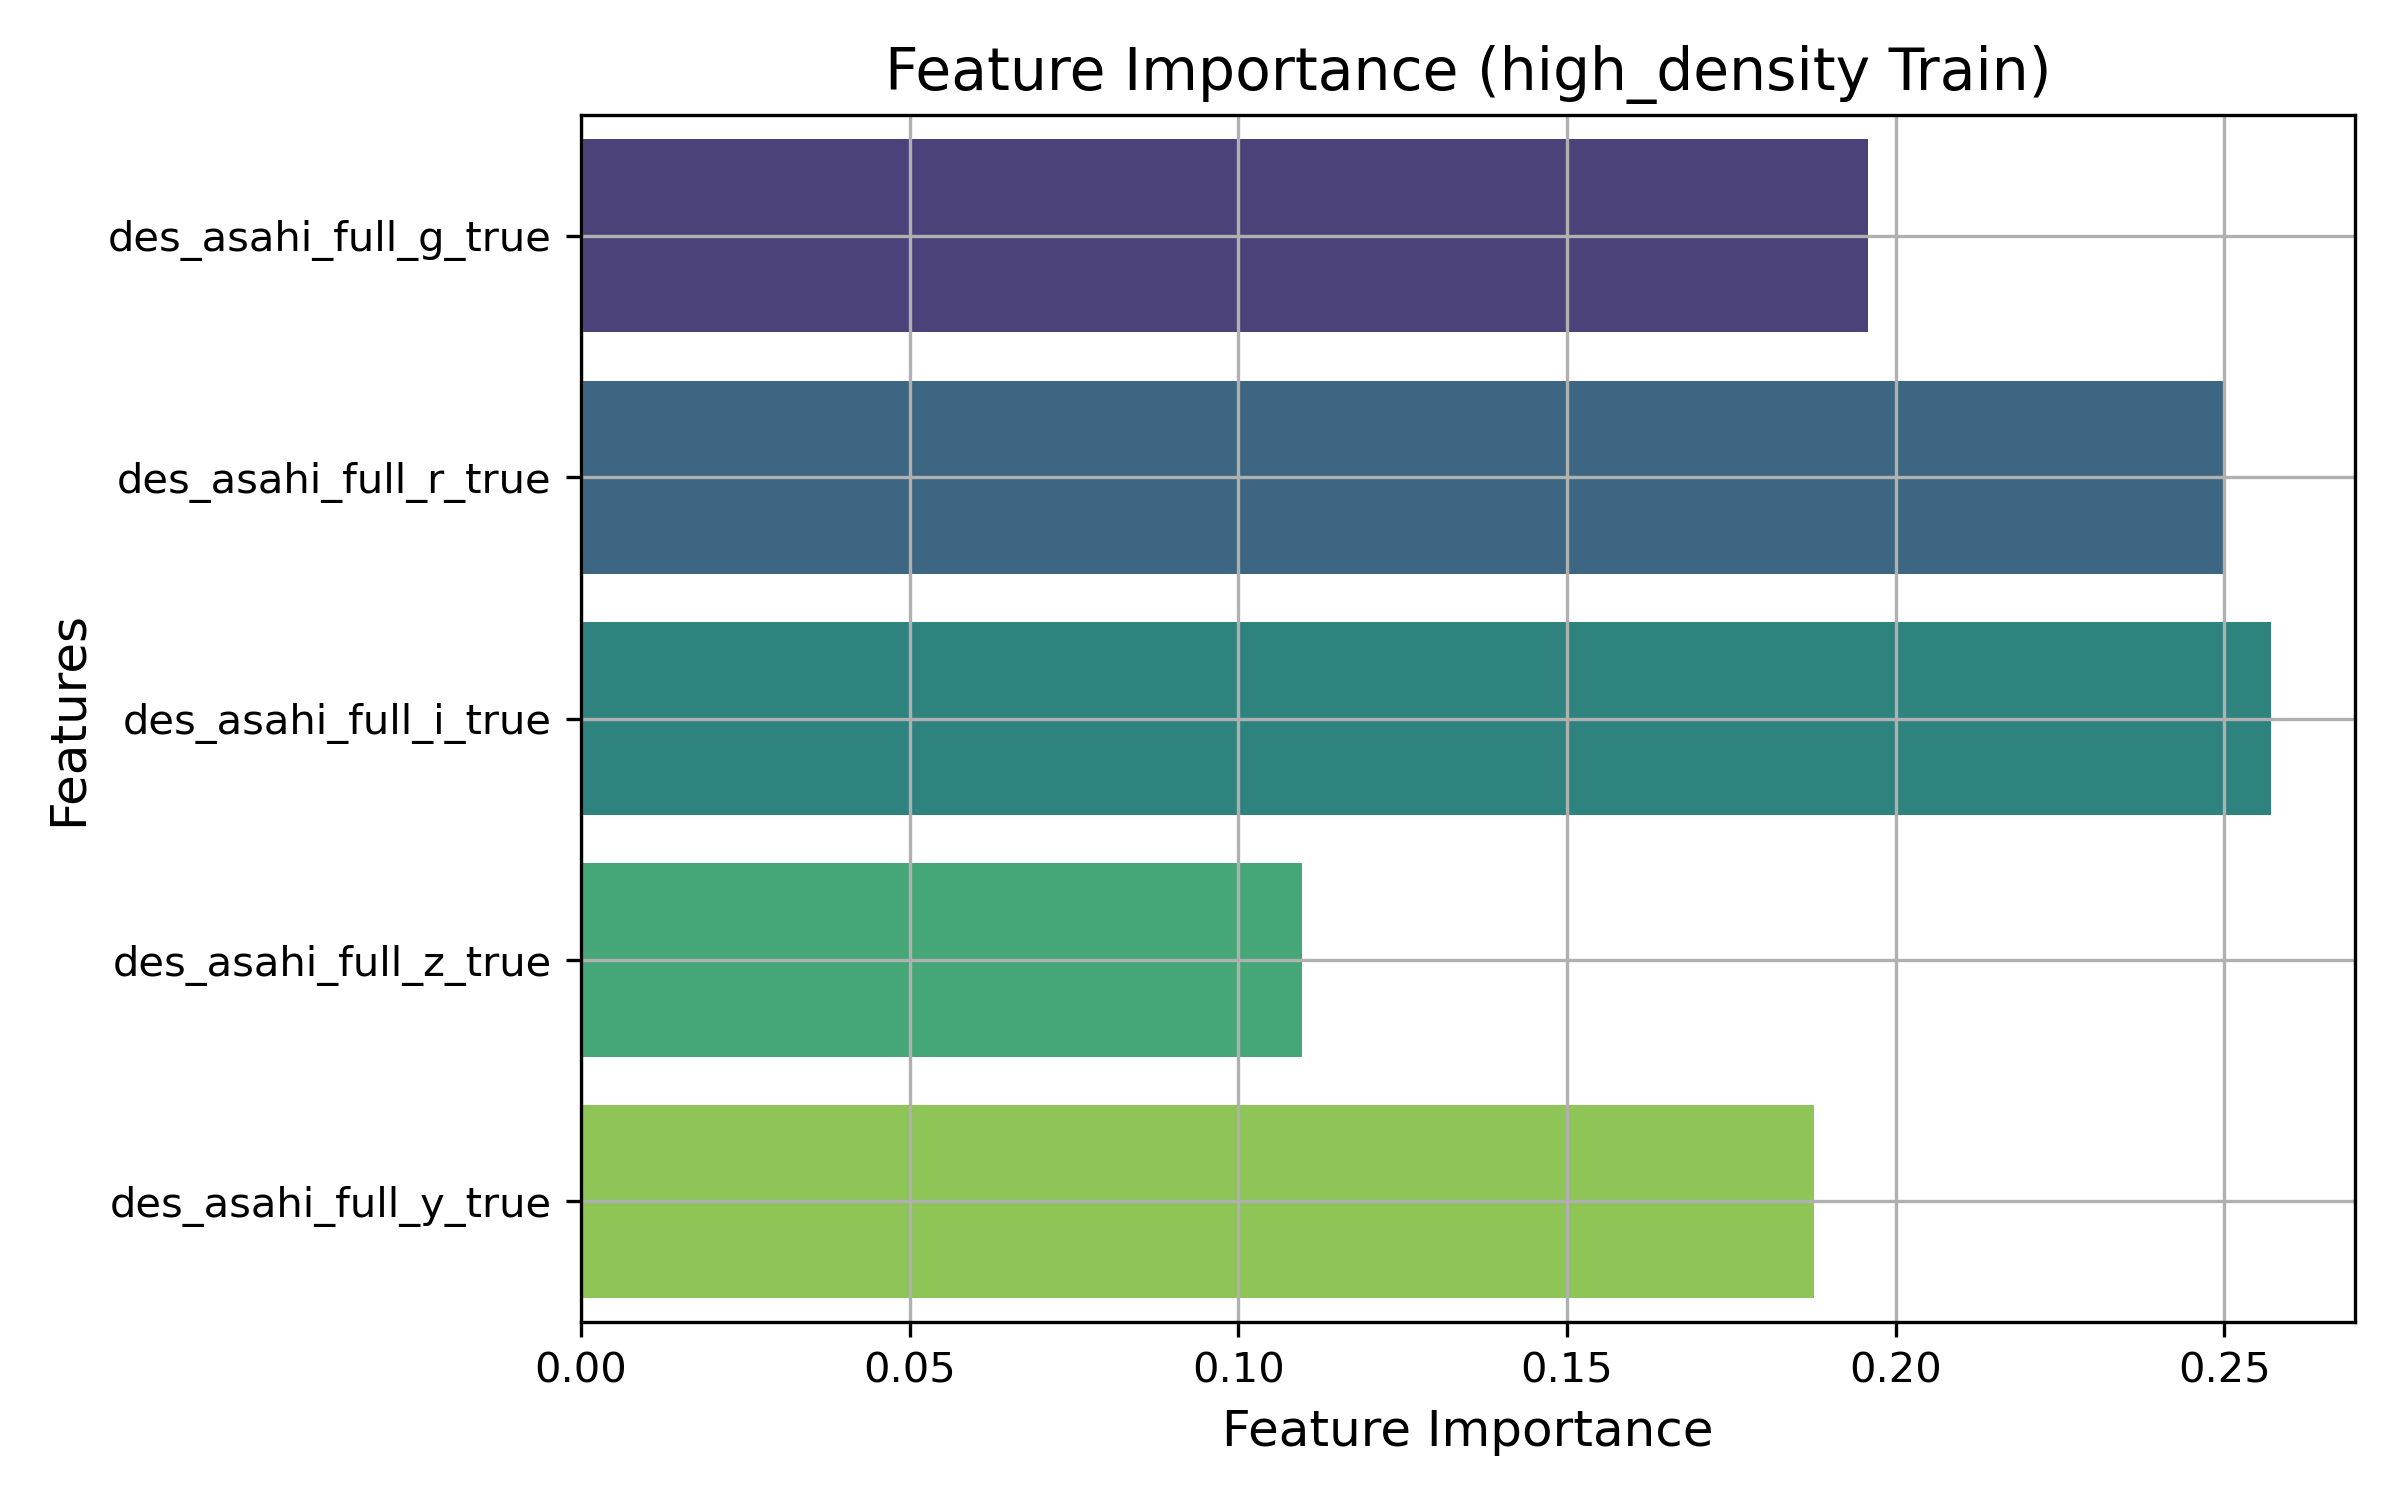 Feature Importance (high_density Train)
des_asahi_full_g_true
des_asahi_full_r_true
des_asahi_full_i_true
des_asahi_full_z_true
des_asahi_full_y_true
Features
0.00 0.05 0.10 0.15 0.20 0.25
Feature Importance